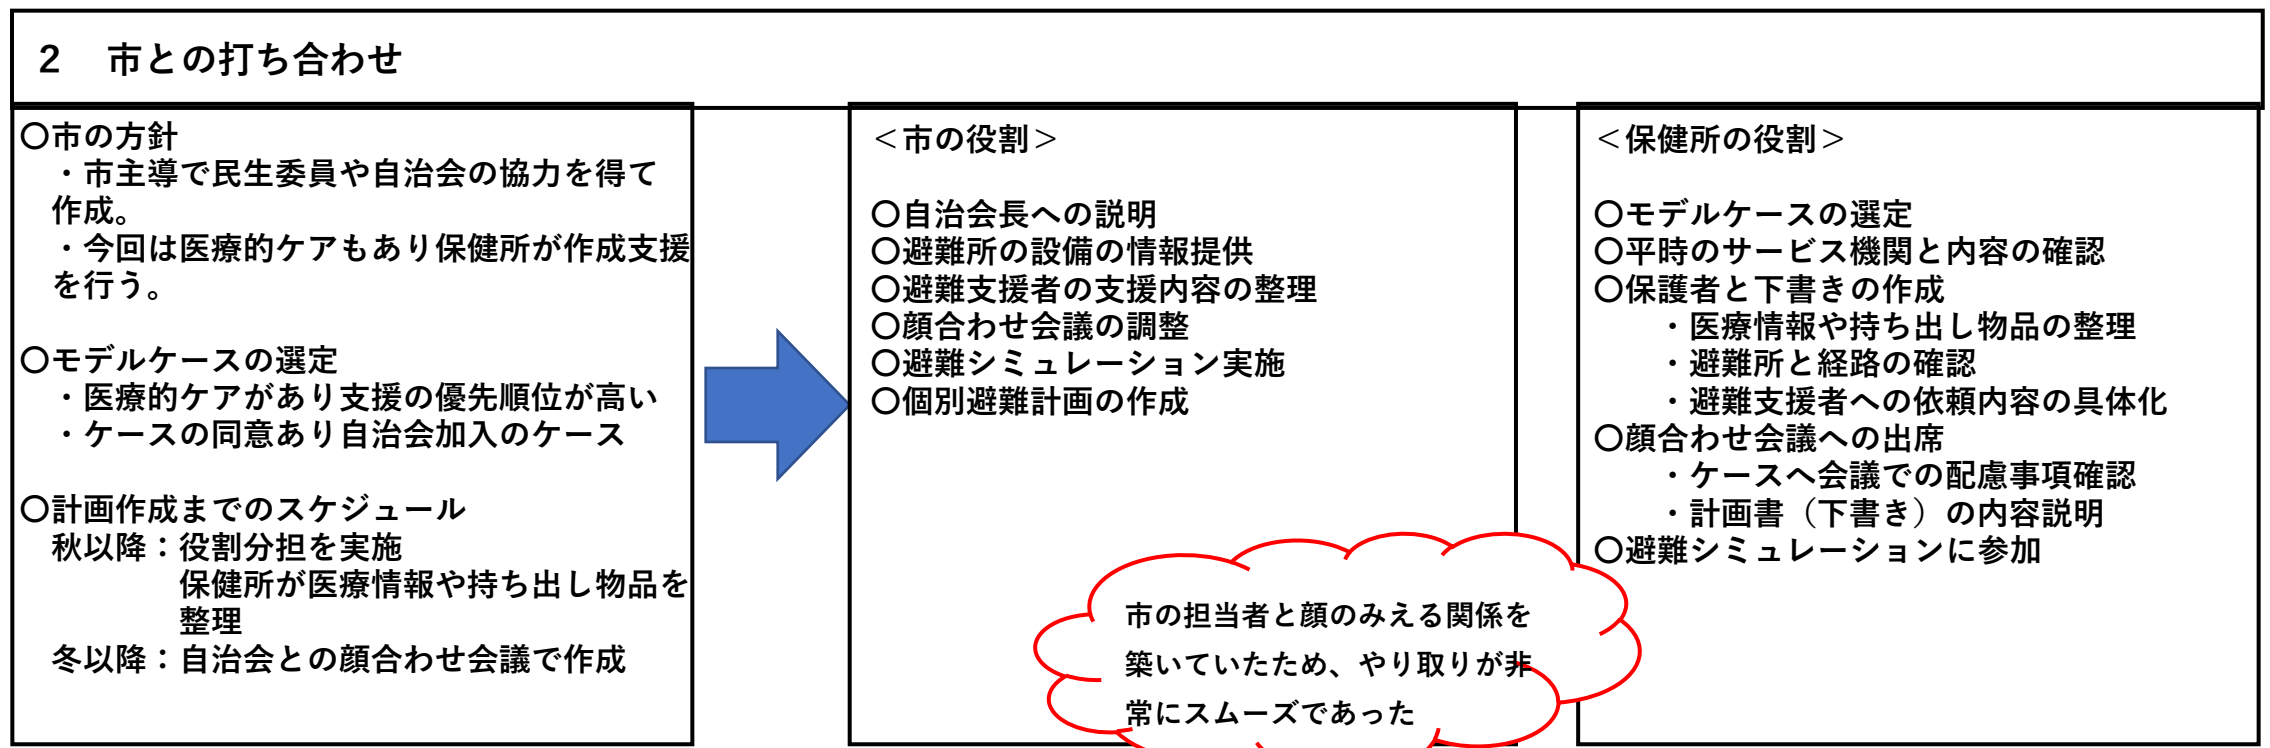 ２　市との打ち合わせ
〇市の方針
・市主導で民生委員や自治会の協力を得て
作成。
・今回は医療的ケアもあり保健所が作成支援
を行う。
〇モデルケースの選定
・医療的ケアがあり支援の優先順位が高い
・ケースの同意あり自治会加入のケース
〇計画作成までのスケジュール
秋以降：役割分担を実施
保健所が医療情報や持ち出し物品を
整理
冬以降：自治会との顔合わせ会議で作成
＜市の役割＞
〇自治会長への説明
〇避難所の設備の情報提供
〇避難支援者の支援内容の整理
〇顔合わせ会議の調整
〇避難シミュレーション実施
〇個別避難計画の作成
＜保健所の役割＞
〇モデルケースの選定
〇平時のサービス機関と内容の確認
〇保護者と下書きの作成
・医療情報や持ち出し物品の整理
・避難所と経路の確認
・避難支援者への依頼内容の具体化
〇顔合わせ会議への出席
・ケースへ会議での配慮事項確認
・計画書（下書き）の内容説明
〇避難シミュレーションに参加
市の担当者と顔のみえる関係を
築いていたため、やり取りが非
常にスムーズであった